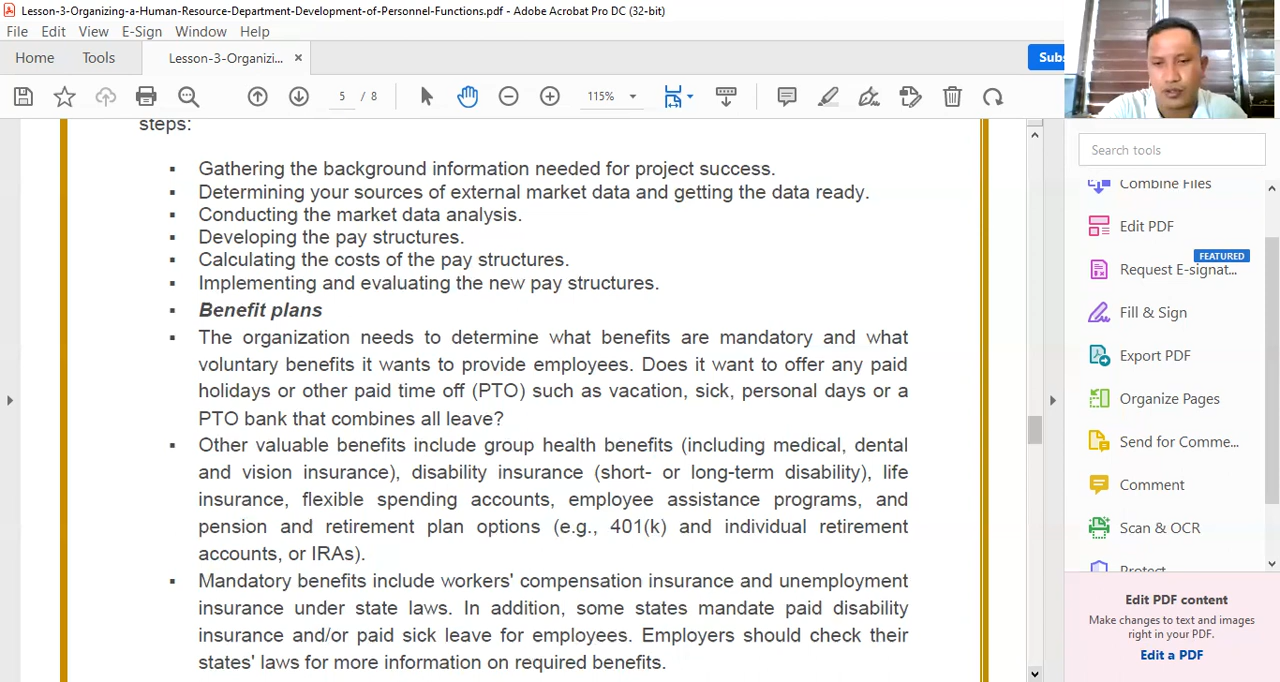 Lesson-3-Organizing-a-Human-Resource-Department-Development-of-Personnel-Functions.pdf - Adobe Acrobat Pro DC (32-bit)
File Edit View E-Sign Window Help
Home Tools Lesson-3-Organizi... ×
Sub
5 / 8 115%
steps:
▪ Gathering the background information needed for project success.
▪ Determining your sources of external market data and getting the data ready.
▪ Conducting the market data analysis.
▪ Developing the pay structures.
▪ Calculating the costs of the pay structures.
▪ Implementing and evaluating the new pay structures.
▪ Benefit plans
▪ The organization needs to determine what benefits are mandatory and what
voluntary benefits it wants to provide employees. Does it want to offer any paid
holidays or other paid time off (PTO) such as vacation, sick, personal days or a
PTO bank that combines all leave?
▪ Other valuable benefits include group health benefits (including medical, dental
and vision insurance), disability insurance (short- or long-term disability), life
insurance, flexible spending accounts, employee assistance programs, and
pension and retirement plan options (e.g., 401(k) and individual retirement
accounts, or IRAs).
▪ Mandatory benefits include workers' compensation insurance and unemployment
insurance under state laws. In addition, some states mandate paid disability
insurance and/or paid sick leave for employees. Employers should check their
states' laws for more information on required benefits.
Search tools
Combine Files
Edit PDF
FEATURED
Request E-signat...
Fill & Sign
Export PDF
Organize Pages
Send for Comme...
Comment
Scan & OCR
Protect
Edit PDF content
Make changes to text and images
right in your PDF.
Edit a PDF